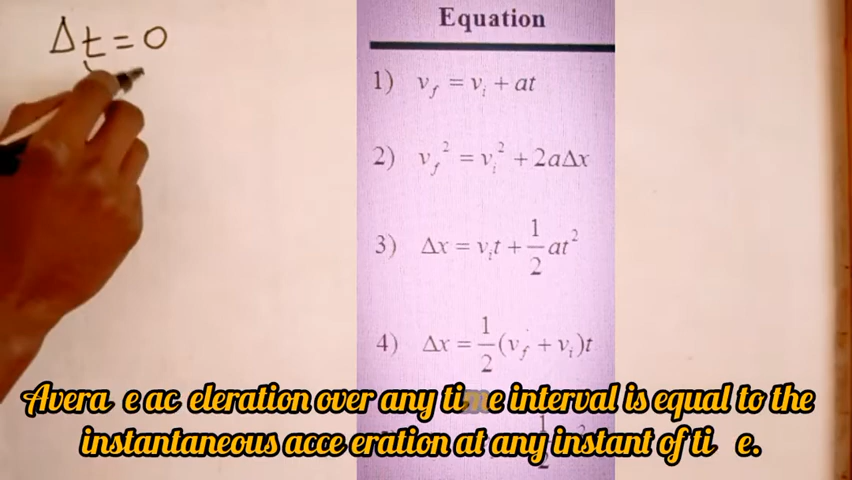 Δt = 0
Equation
1) v_f = v_i + at
2) v_f² = v_i² + 2aΔx
3) Δx = v_i t + 1/2 at²
4) Δx = 1/2 (v_f + v_i)t
Avera e ac eleration over any time interval is equal to the
instantaneous acce eration at any instant of ti e.